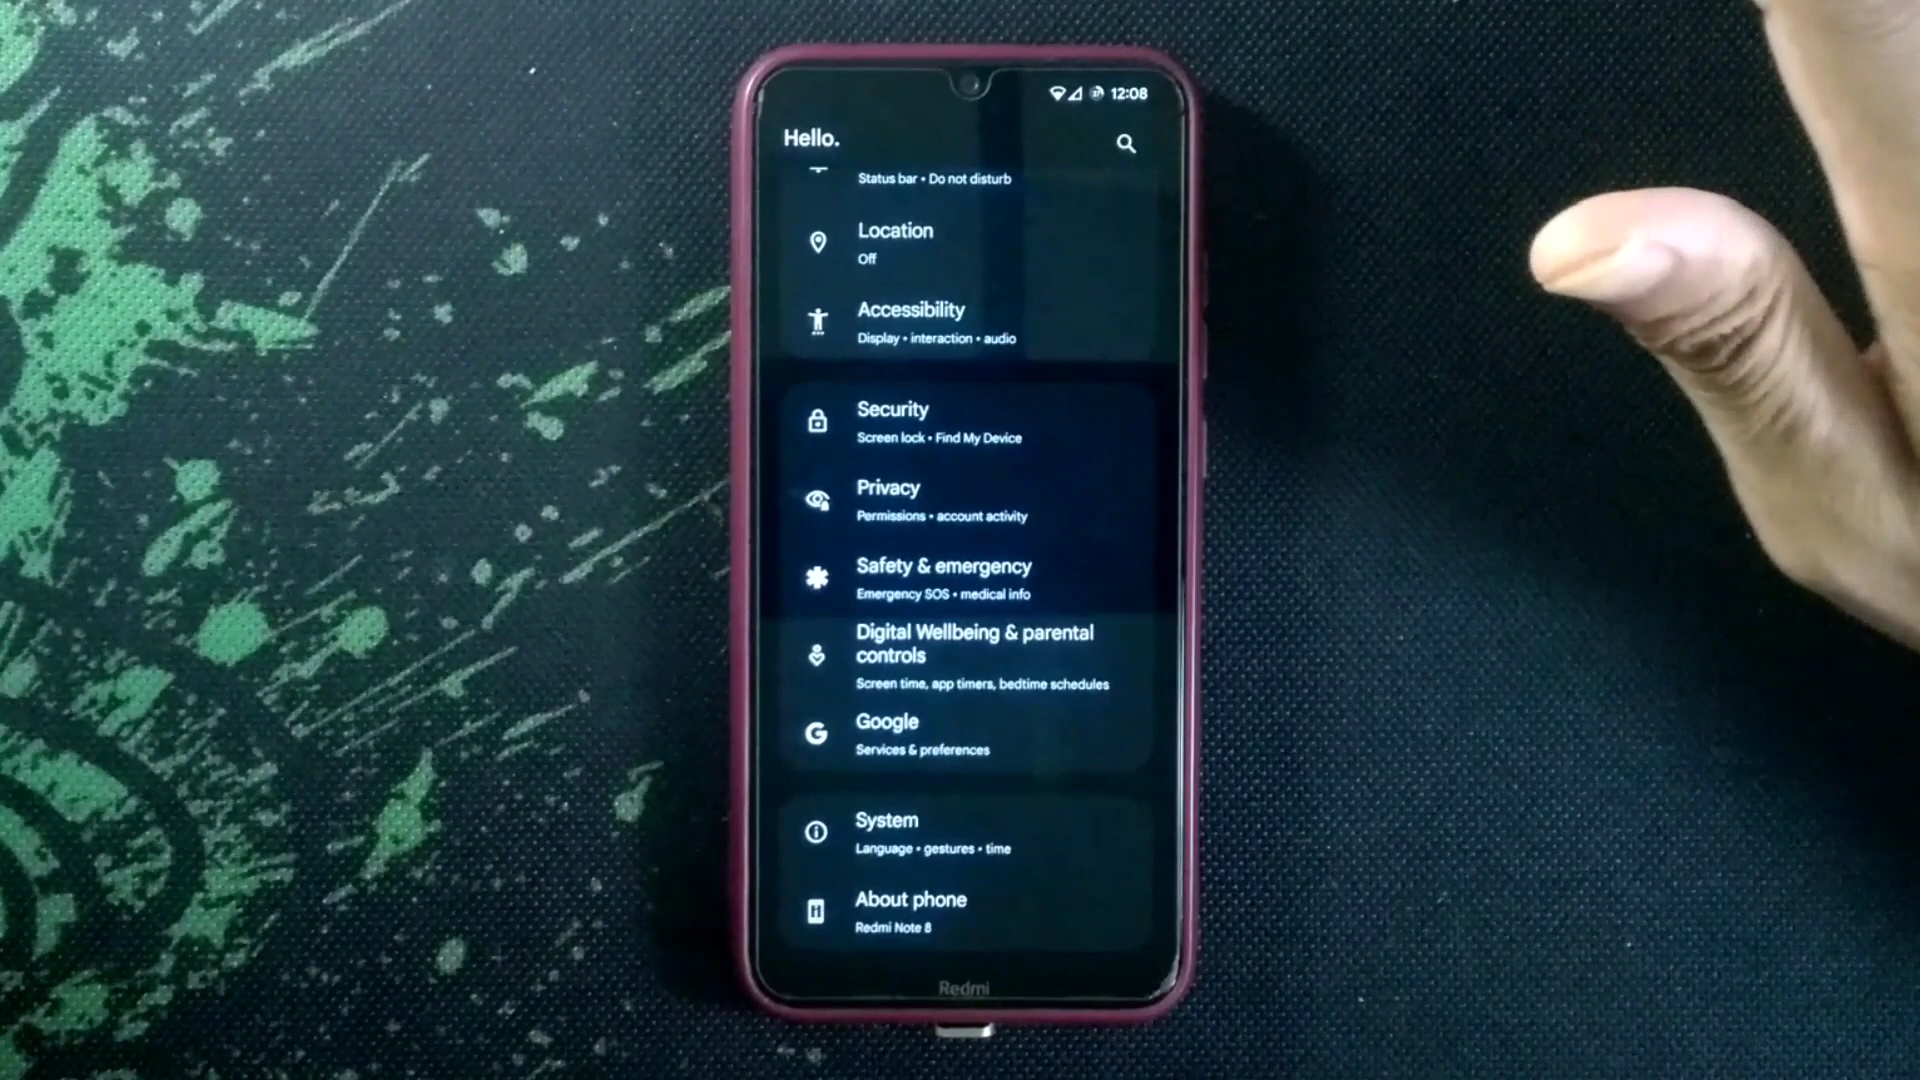 12:08
Hello.
Status bar • Do not disturb
Location
Off
Accessibility
Display • interaction • audio
Security
Screen lock • Find My Device
Privacy
Permissions • account activity
Safety & emergency
Emergency SOS • medical info
Digital Wellbeing & parental
controls
Screen time, app timers, bedtime schedules
Google
Services & preferences
System
Language • gestures • time
About phone
Redmi Note 8
Redmi